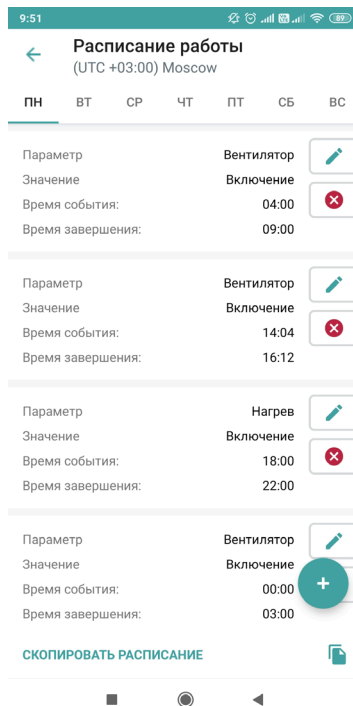 9:51
89
Расписание работы
(UTC +03:00) Moscow
ПН ВТ СР ЧТ ПТ СБ ВС
Параметр Вентилятор
Значение Включение
Время события: 04:00
Время завершения: 09:00
Параметр Вентилятор
Значение Включение
Время события: 14:04
Время завершения: 16:12
Параметр Нагрев
Значение Включение
Время события: 18:00
Время завершения: 22:00
Параметр Вентилятор
Значение Включение
Время события: 00:00
Время завершения: 03:00
СКОПИРОВАТЬ РАСПИСАНИЕ